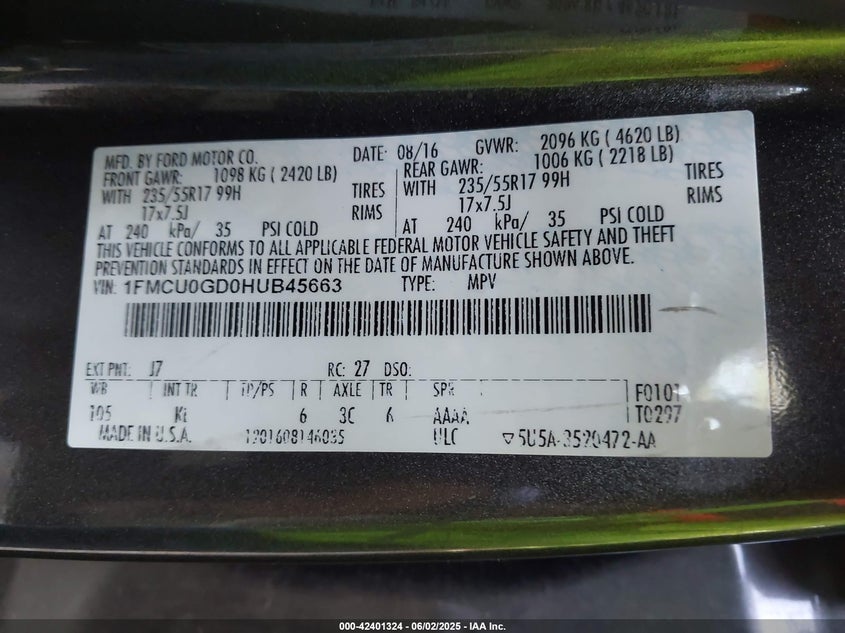 MFD. BY FORD MOTOR CO. DATE: 08/16 GVWR: 2096 KG ( 4620 LB)
FRONT GAWR: 1098 KG ( 2420 LB) REAR GAWR: 1006 KG ( 2218 LB)
WITH 235/55R17 99H TIRES WITH 235/55R17 99H TIRES
17x7.5J RIMS 17x7.5J RIMS
AT 240 kPa/ 35 PSI COLD AT 240 kPa/ 35 PSI COLD
THIS VEHICLE CONFORMS TO ALL APPLICABLE FEDERAL MOTOR VEHICLE SAFETY AND THEFT
PREVENTION STANDARDS IN EFFECT ON THE DATE OF MANUFACTURE SHOWN ABOVE.
VIN: 1FMCU0GD0HUB45663 TYPE: MPV
EXT PNT: J7 RC: 27 DSO:
WB INT TR TP/PS R AXLE TR SPR F0101
105 6 3C 6 AAAA T0297
MADE IN U.S.A. ULC 5U5A-3520472-AA
000-42401324 | 06/02/2025 - IAA Inc.